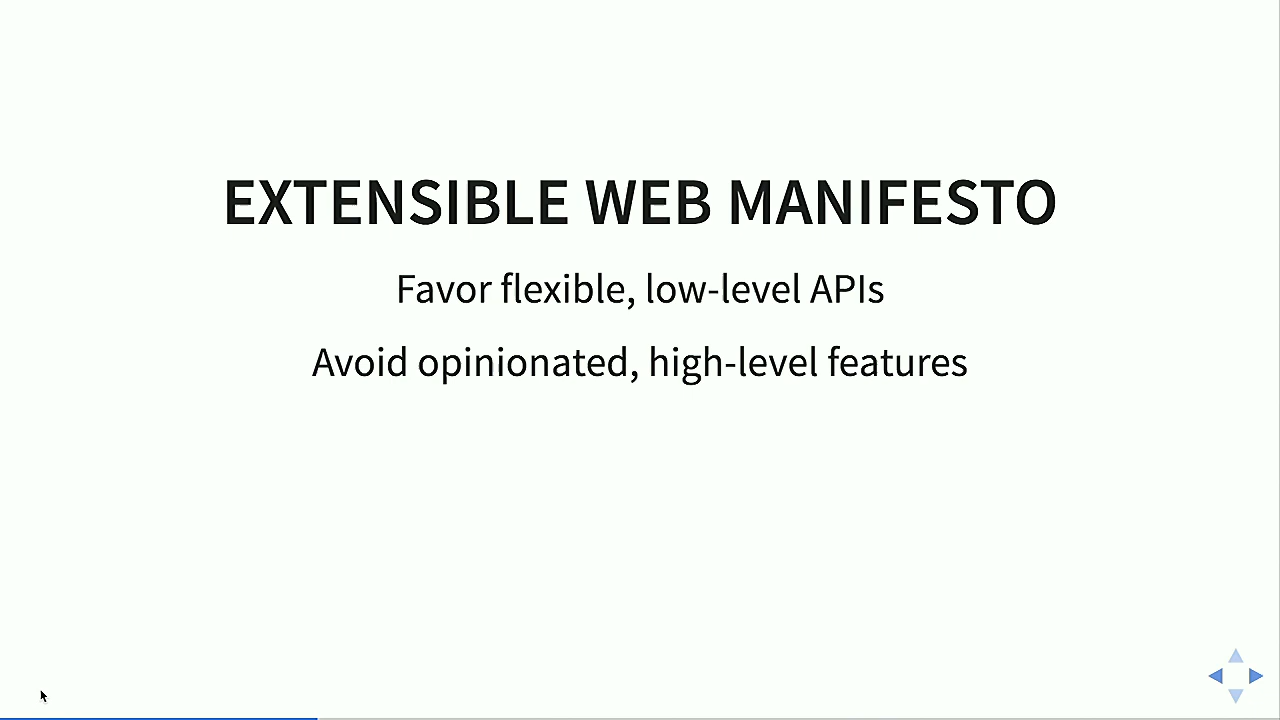 EXTENSIBLE WEB MANIFESTO
Favor flexible, low-level APIs
Avoid opinionated, high-level features